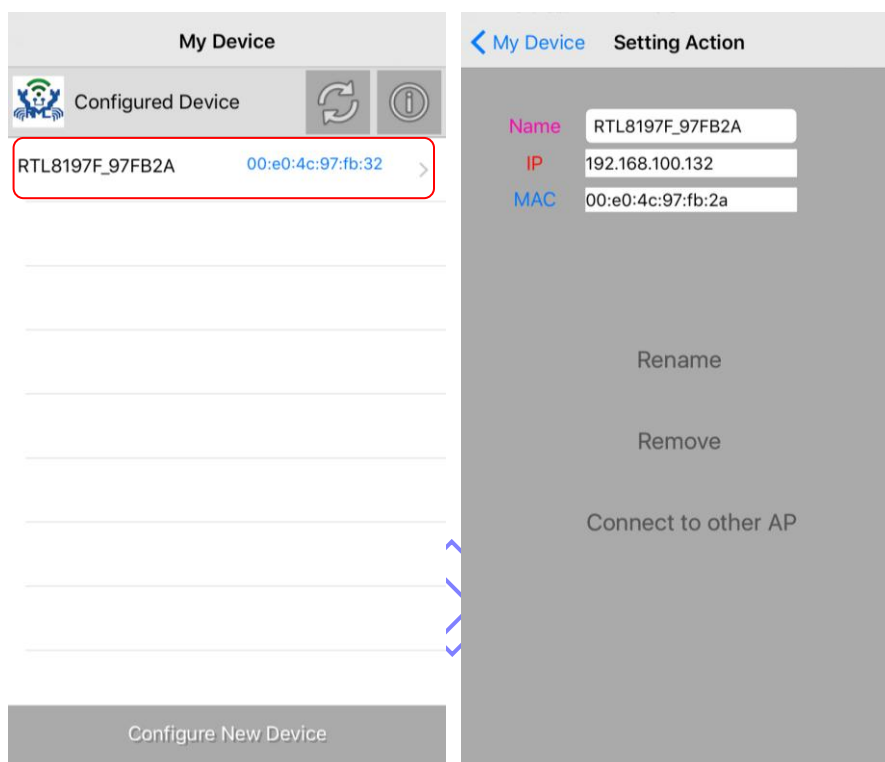 My Device
Configured Device
RTL8197F_97FB2A 00:e0:4c:97:fb:32
Configure New Device
My Device Setting Action
Name RTL8197F_97FB2A
IP 192.168.100.132
MAC 00:e0:4c:97:fb:2a
Rename
Remove
Connect to other AP